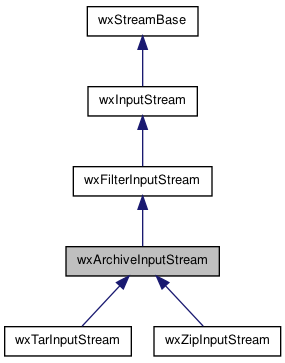 wxStreamBase
wxInputStream
wxFilterInputStream
wxArchiveInputStream
wxTarInputStream
wxZipInputStream